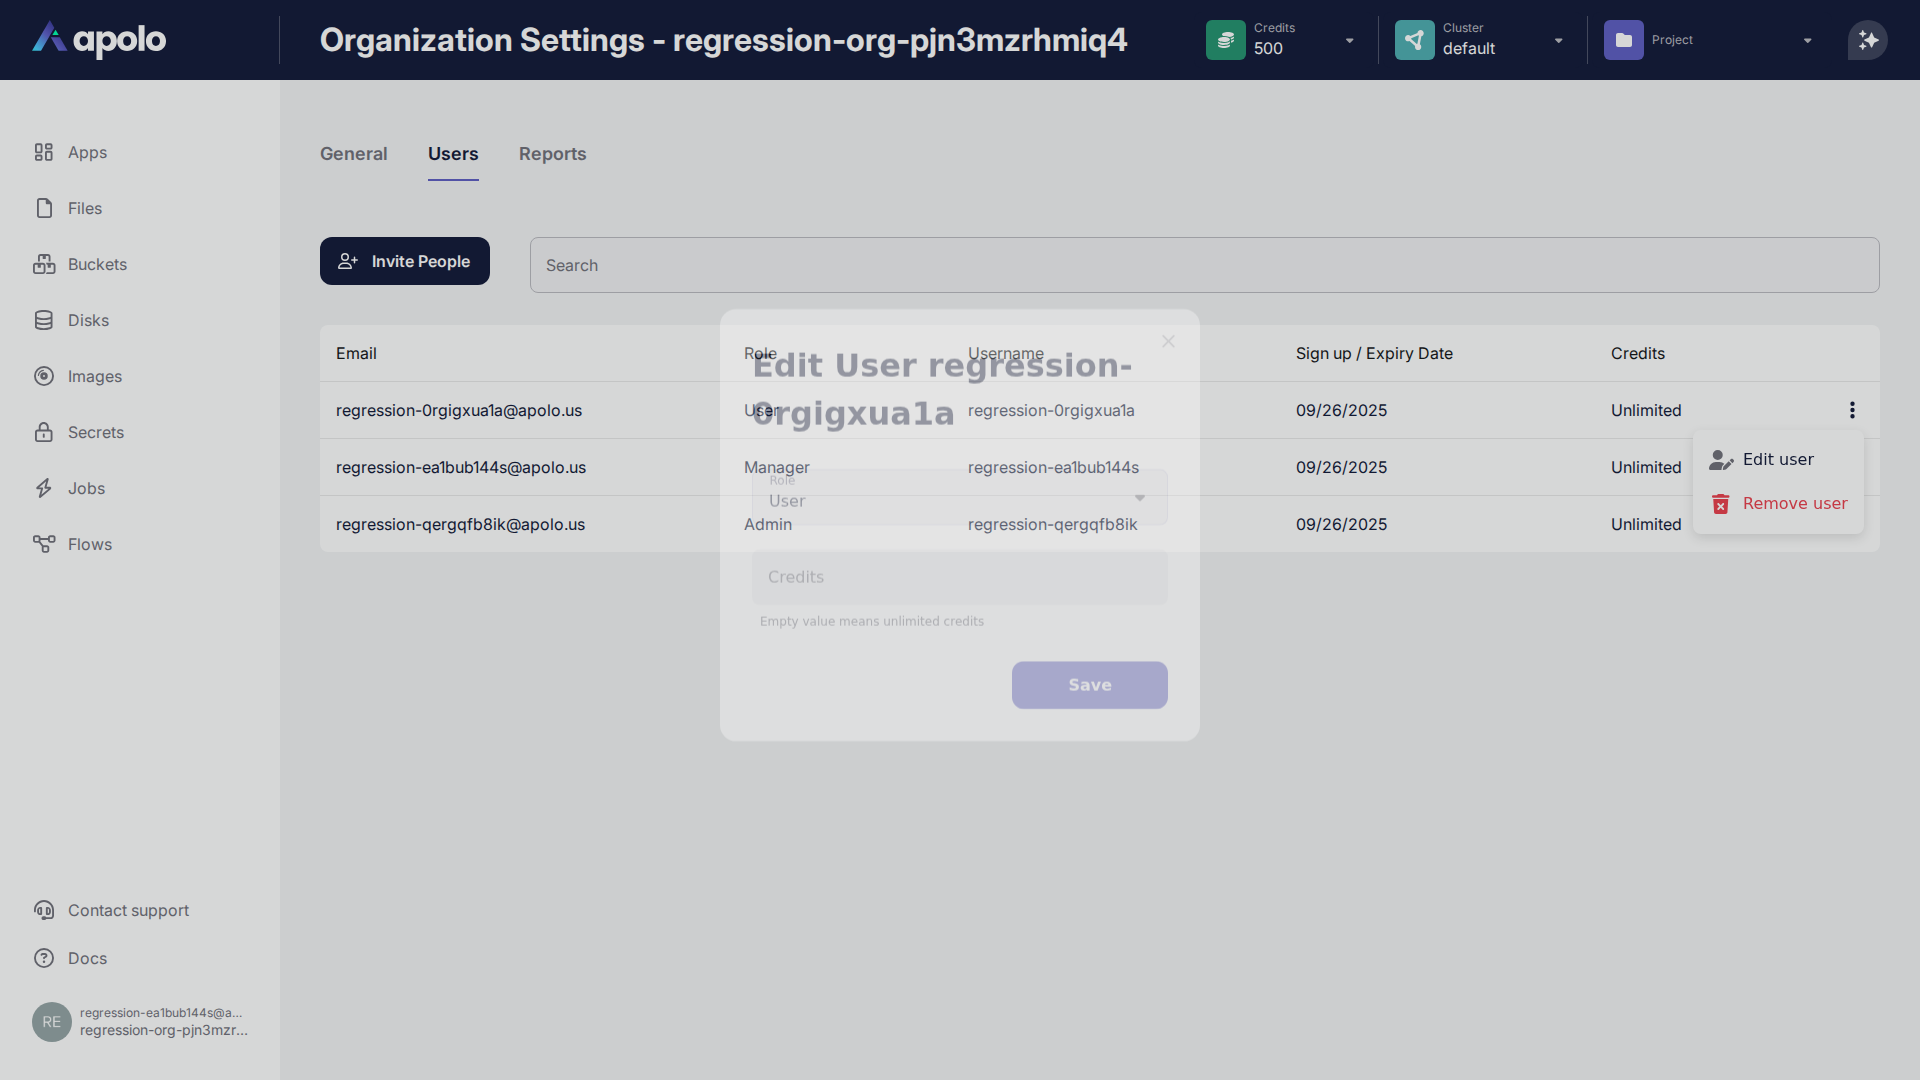 apolo
Organization Settings - regression-org-pjn3mzrhmiq4
Credits
500
Cluster
default
Project
Apps
Files
Buckets
Disks
Images
Secrets
Jobs
Flows
Contact support
Docs
RE
regression-ea1bub144s@a...
regression-org-pjn3mzr...
General Users Reports
Invite People
Search
Email Role Username Sign up / Expiry Date Credits
regression-0rgigxua1a@apolo.us User regression-0rgigxua1a 09/26/2025 Unlimited
regression-ea1bub144s@apolo.us Manager regression-ea1bub144s 09/26/2025 Unlimited
regression-qergqfb8ik@apolo.us Admin regression-qergqfb8ik 09/26/2025 Unlimited
Edit user
Remove user
Edit User regression-
0rgigxua1a
Role
User
Credits
Empty value means unlimited credits
Save